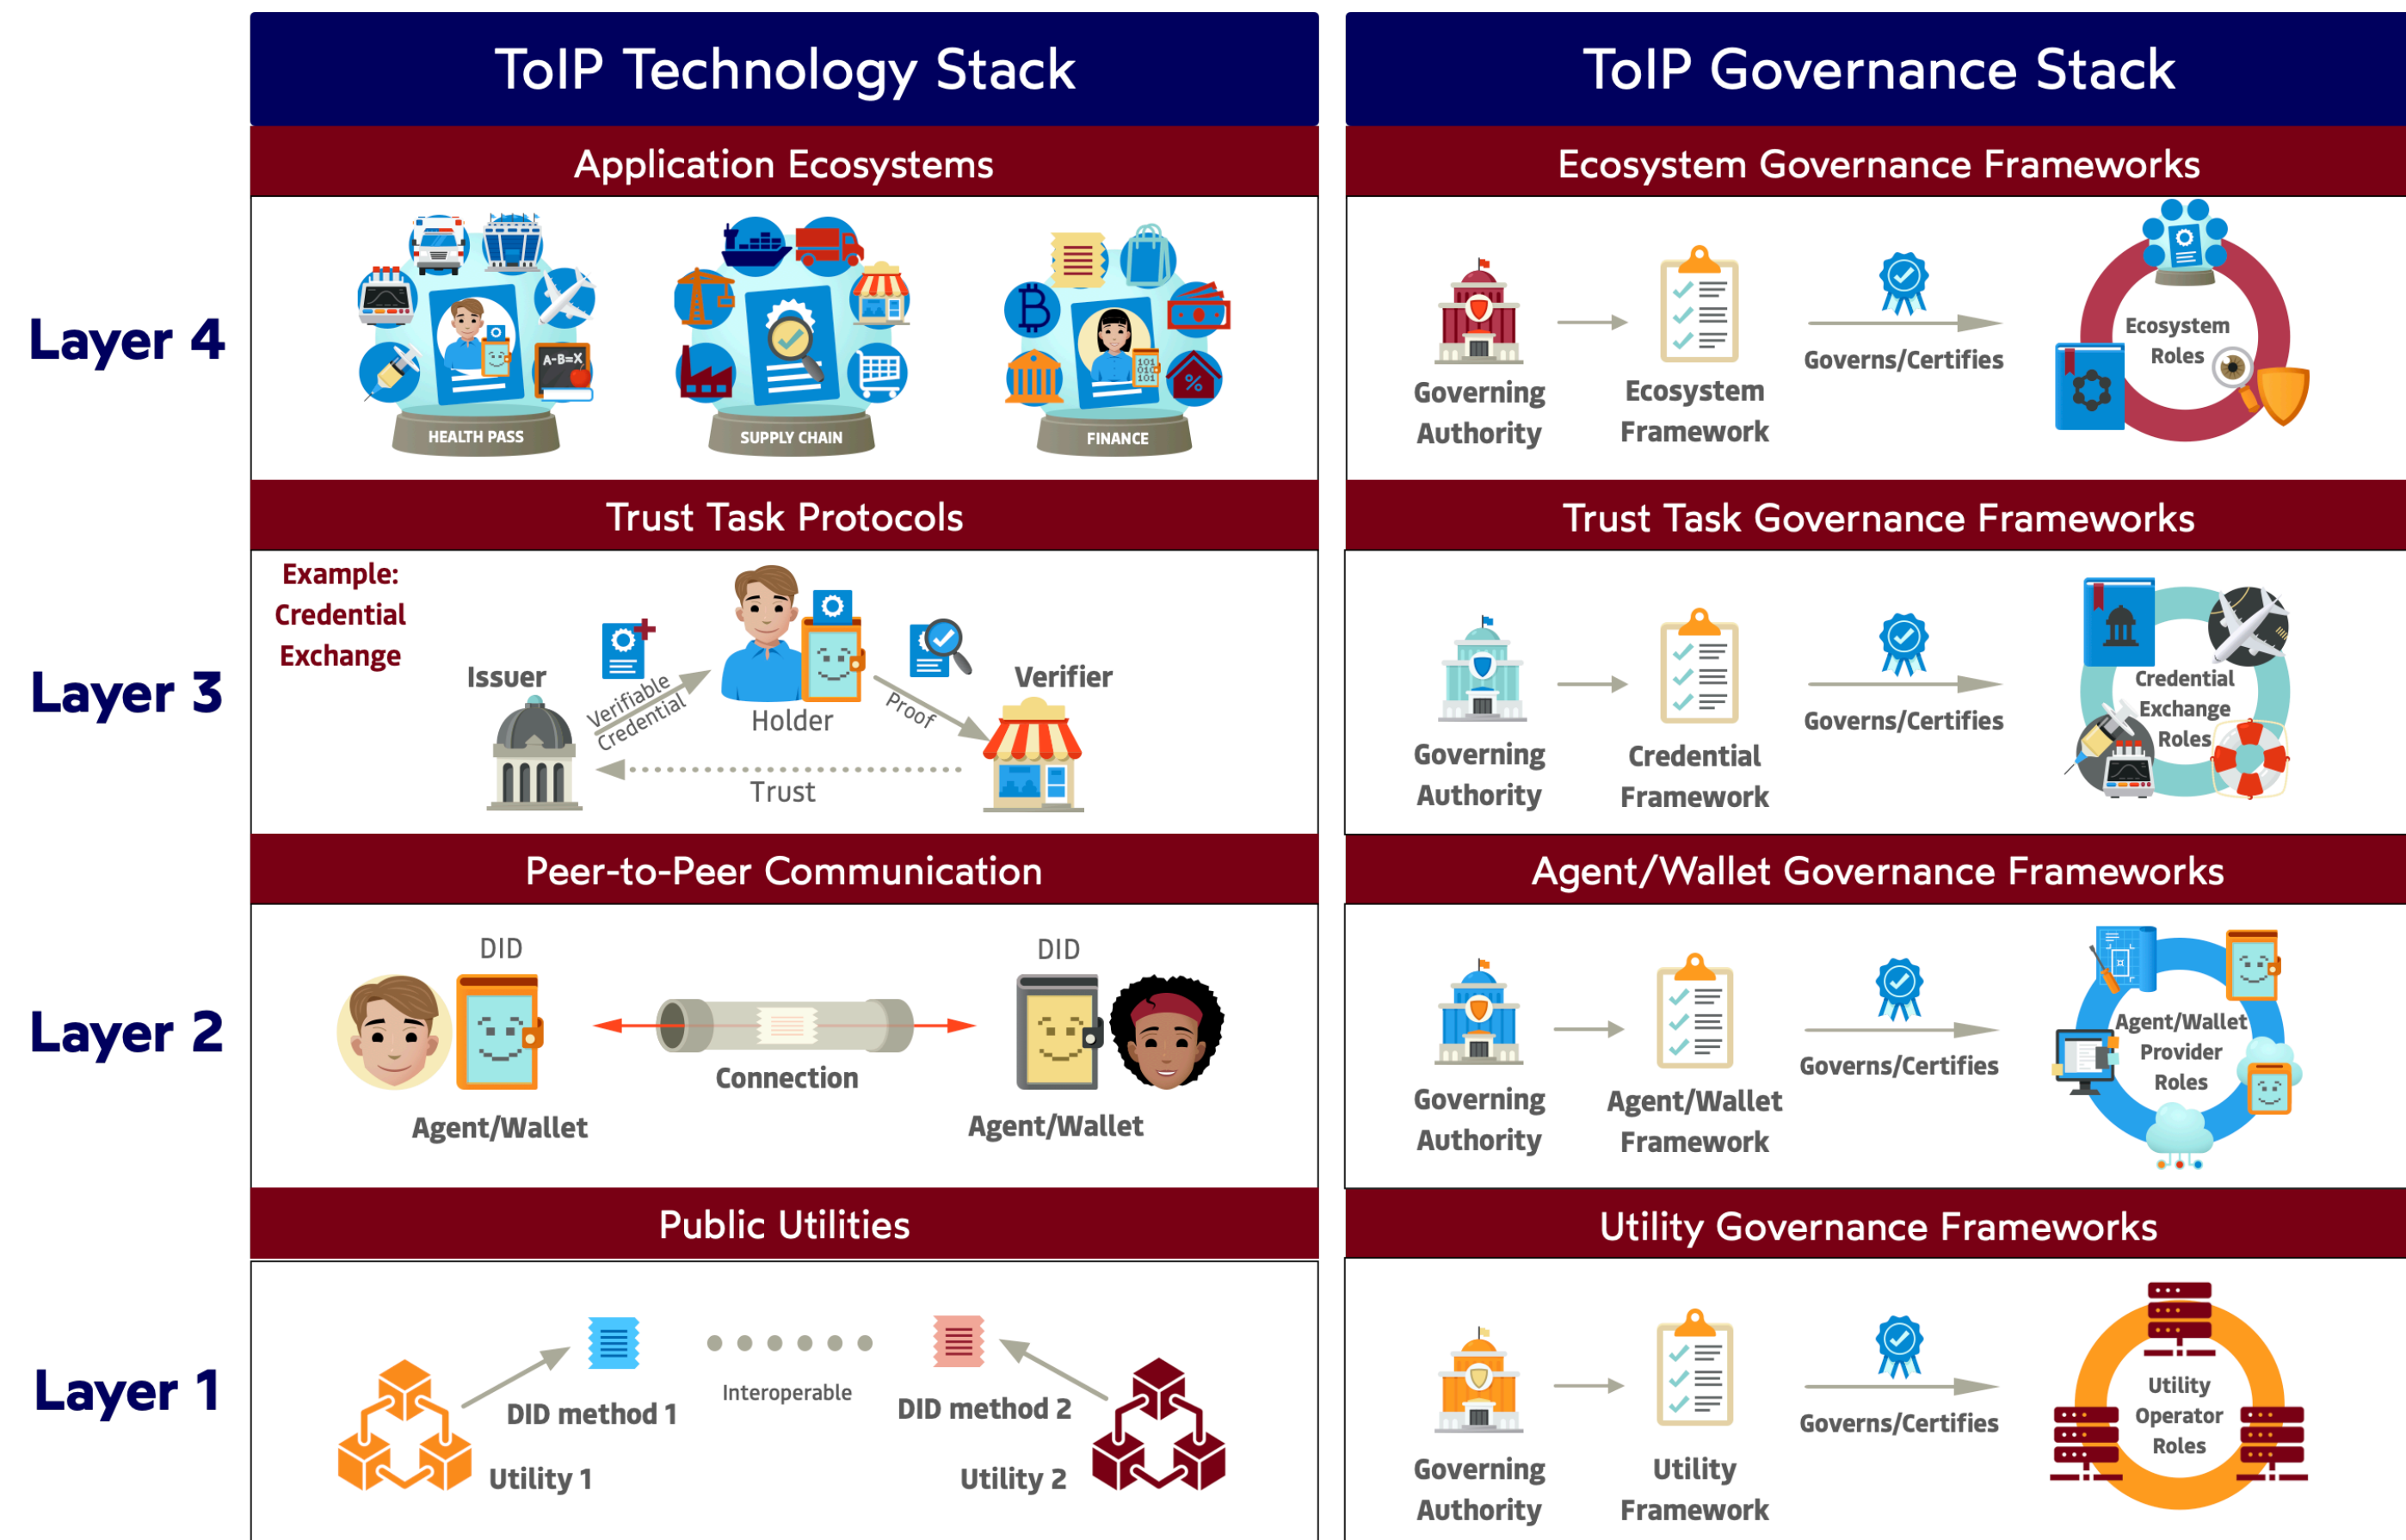 ToIP Technology Stack
ToIP Governance Stack
Layer 4
Application Ecosystems
A-B=X
HEALTH PASS
SUPPLY CHAIN
101
010
101
%
FINANCE
Ecosystem Governance Frameworks
Governing
Authority
Ecosystem
Framework
Governs/Certifies
Ecosystem
Roles
Layer 3
Trust Task Protocols
Example:
Credential
Exchange
Issuer
Verifiable
Credential
Holder
Proof
Verifier
Trust
Trust Task Governance Frameworks
Governing
Authority
Credential
Framework
Governs/Certifies
Credential
Exchange
Roles
Layer 2
Peer-to-Peer Communication
DID
Agent/Wallet
Connection
DID
Agent/Wallet
Agent/Wallet Governance Frameworks
Governing
Authority
Agent/Wallet
Framework
Governs/Certifies
Agent/Wallet
Provider
Roles
Layer 1
Public Utilities
DID method 1
Utility 1
Interoperable
DID method 2
Utility 2
Utility Governance Frameworks
Governing
Authority
Utility
Framework
Governs/Certifies
Utility
Operator
Roles